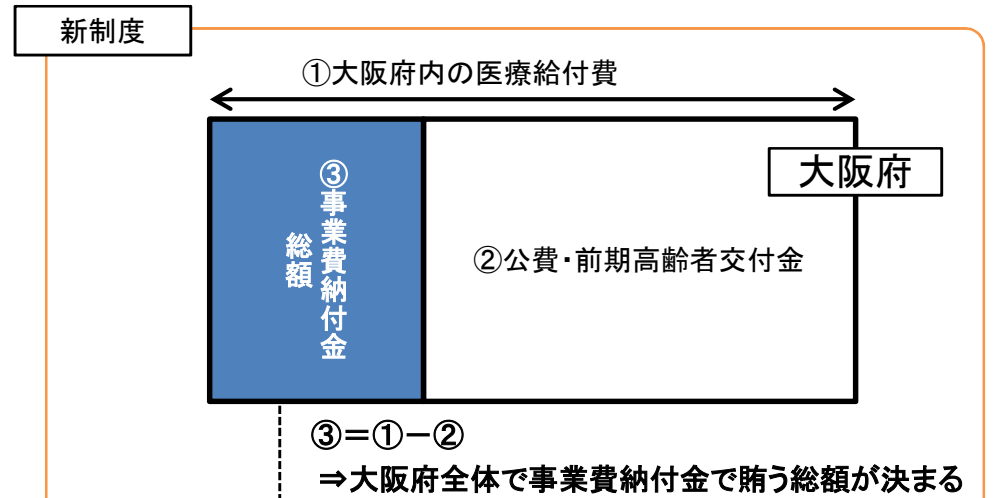 新制度
①大阪府内の医療給付費
大阪府
③事業費納付金
総額
②公費・前期高齢者交付金
③＝①－②
⇒大阪府全体で事業費納付金で賄う総額が決まる